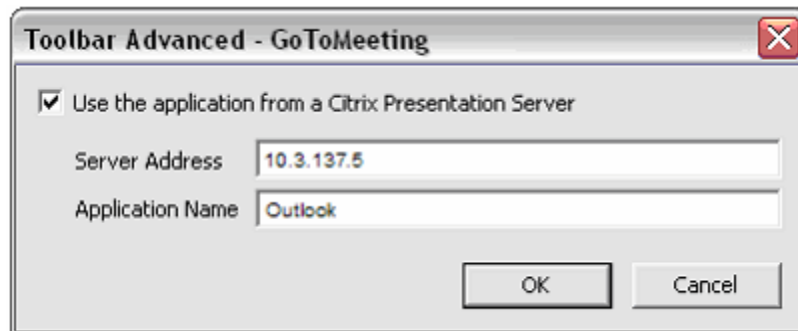 Toolbar Advanced - GoToMeeting
Use the application from a Citrix Presentation Server
Server Address 10.3.137.5
Application Name Outlook
OK Cancel